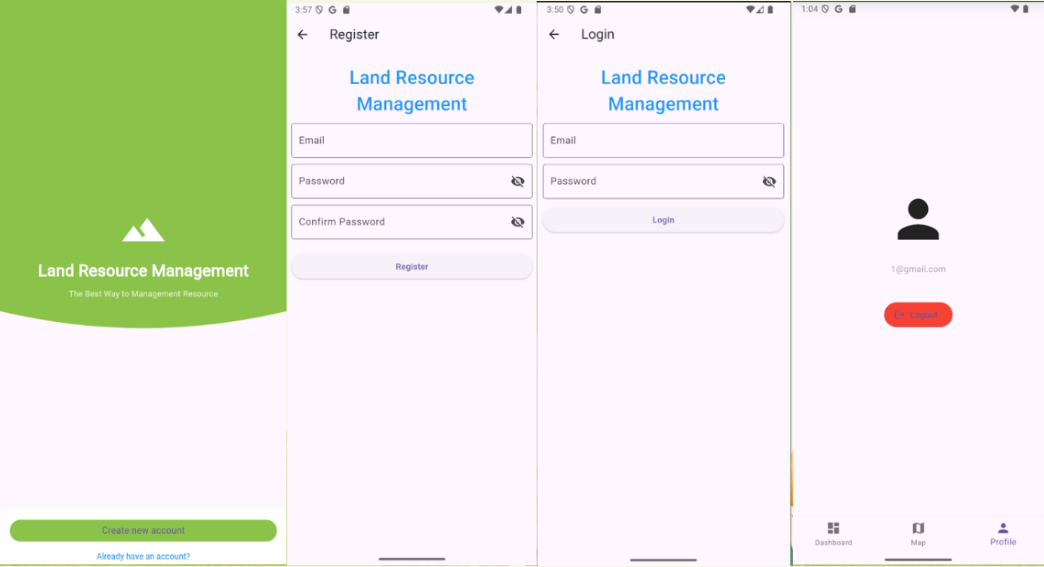 Land Resource Management
The Best Way to Management Resource
Create new account
Already have an account?
3:57 G
Register
Land Resource
Management
Email
Password
Confirm Password
Register
3:50 G
Login
Land Resource
Management
Email
Password
Login
1:04 G
1@gmail.com
Logout
Dashboard
Map
Profile